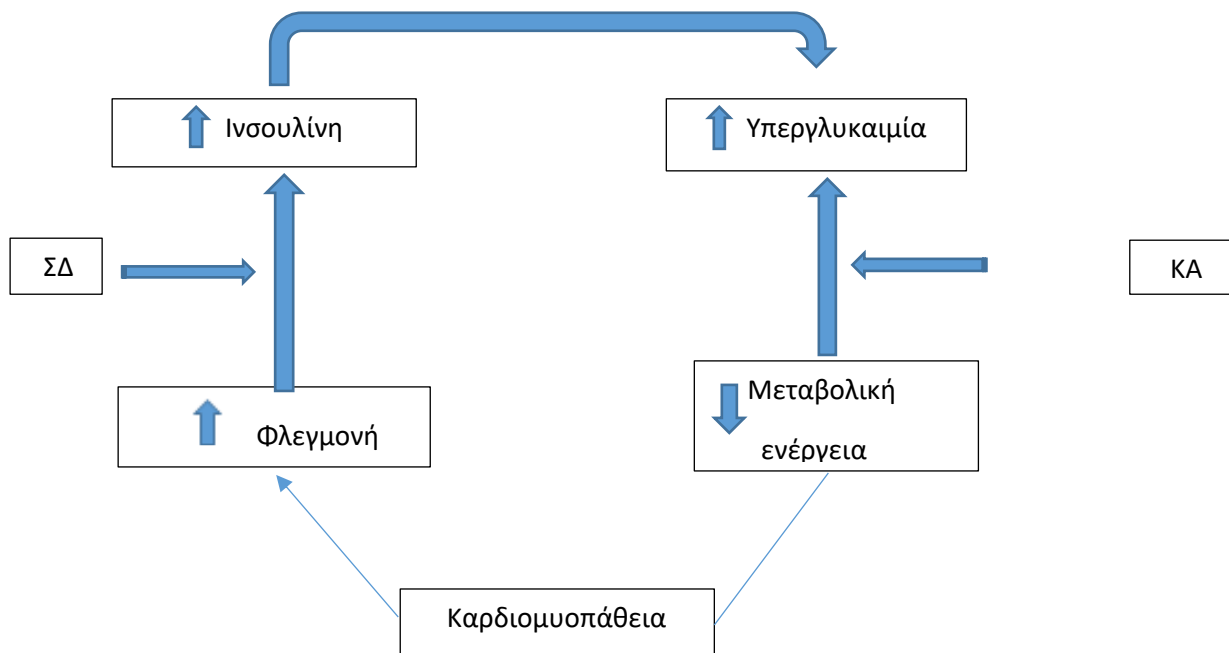 Ινσουλίνη
Υπεργλυκαιμία
ΣΔ
ΚΑ
Φλεγμονή
Μεταβολική
ενέργεια
Καρδιομυοπάθεια